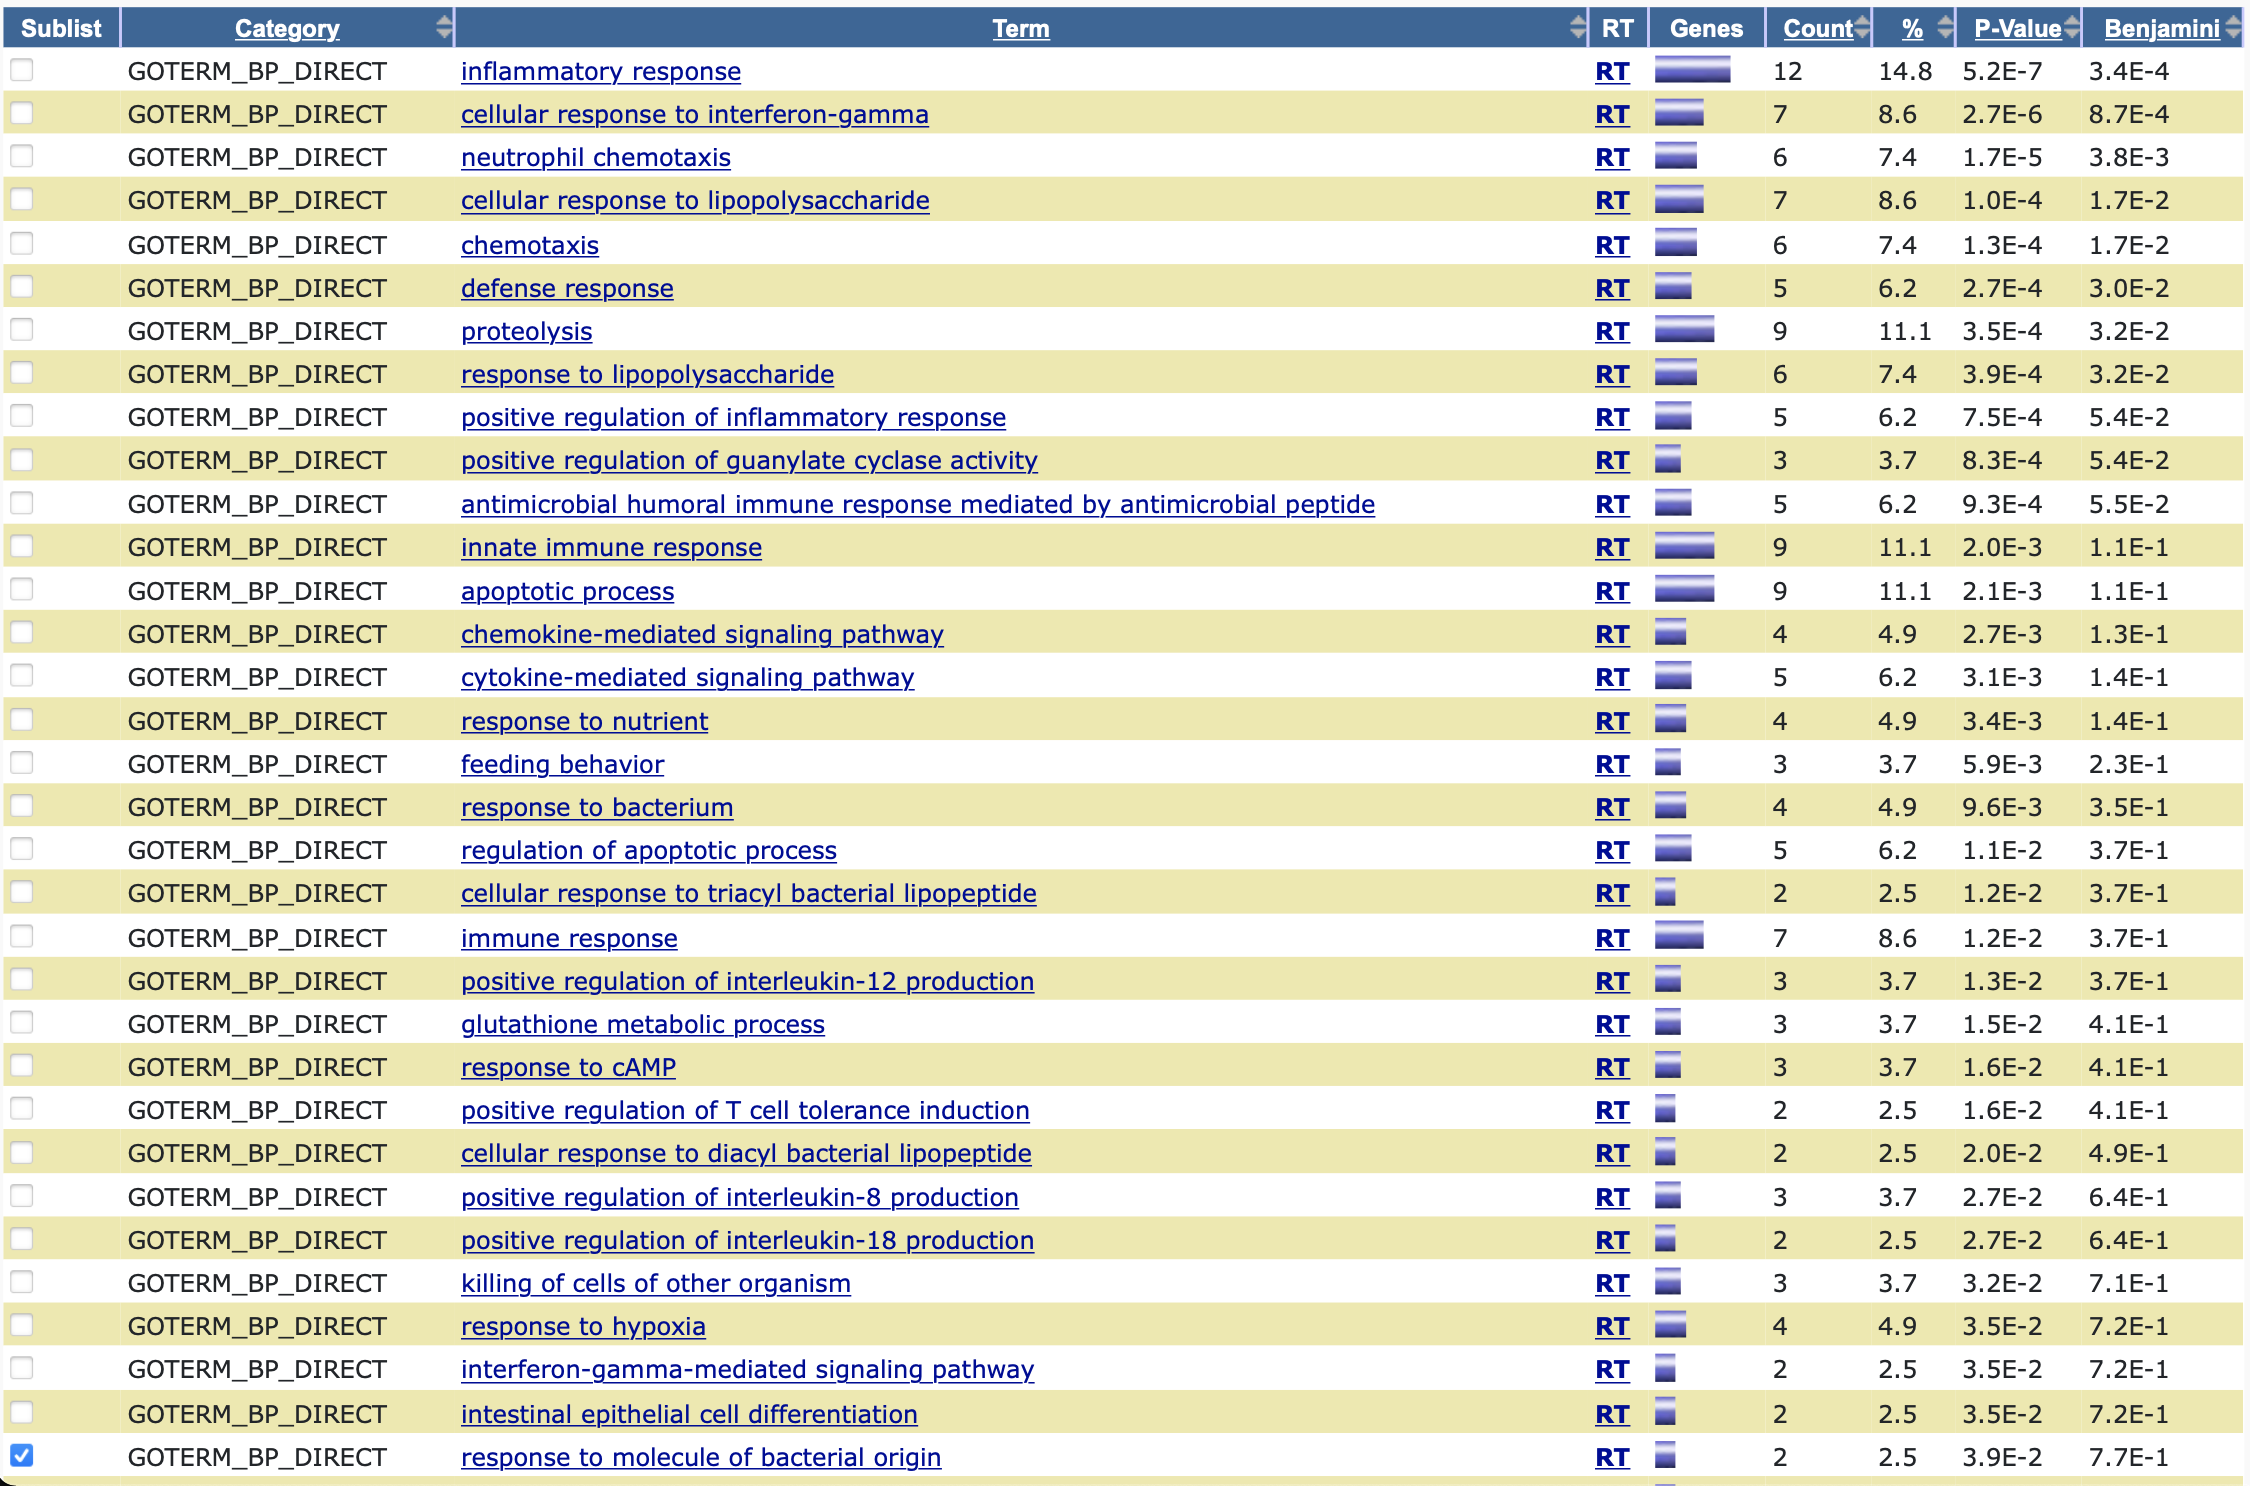 Sublist Category Term RT Genes Count % P-Value Benjamini
GOTERM_BP_DIRECT inflammatory response RT 12 14.8 5.2E-7 3.4E-4
GOTERM_BP_DIRECT cellular response to interferon-gamma RT 7 8.6 2.7E-6 8.7E-4
GOTERM_BP_DIRECT neutrophil chemotaxis RT 6 7.4 1.7E-5 3.8E-3
GOTERM_BP_DIRECT cellular response to lipopolysaccharide RT 7 8.6 1.0E-4 1.7E-2
GOTERM_BP_DIRECT chemotaxis RT 6 7.4 1.3E-4 1.7E-2
GOTERM_BP_DIRECT defense response RT 5 6.2 2.7E-4 3.0E-2
GOTERM_BP_DIRECT proteolysis RT 9 11.1 3.5E-4 3.2E-2
GOTERM_BP_DIRECT response to lipopolysaccharide RT 6 7.4 3.9E-4 3.2E-2
GOTERM_BP_DIRECT positive regulation of inflammatory response RT 5 6.2 7.5E-4 5.4E-2
GOTERM_BP_DIRECT positive regulation of guanylate cyclase activity RT 3 3.7 8.3E-4 5.4E-2
GOTERM_BP_DIRECT antimicrobial humoral immune response mediated by antimicrobial peptide RT 5 6.2 9.3E-4 5.5E-2
GOTERM_BP_DIRECT innate immune response RT 9 11.1 2.0E-3 1.1E-1
GOTERM_BP_DIRECT apoptotic process RT 9 11.1 2.1E-3 1.1E-1
GOTERM_BP_DIRECT chemokine-mediated signaling pathway RT 4 4.9 2.7E-3 1.3E-1
GOTERM_BP_DIRECT cytokine-mediated signaling pathway RT 5 6.2 3.1E-3 1.4E-1
GOTERM_BP_DIRECT response to nutrient RT 4 4.9 3.4E-3 1.4E-1
GOTERM_BP_DIRECT feeding behavior RT 3 3.7 5.9E-3 2.3E-1
GOTERM_BP_DIRECT response to bacterium RT 4 4.9 9.6E-3 3.5E-1
GOTERM_BP_DIRECT regulation of apoptotic process RT 5 6.2 1.1E-2 3.7E-1
GOTERM_BP_DIRECT cellular response to triacyl bacterial lipopeptide RT 2 2.5 1.2E-2 3.7E-1
GOTERM_BP_DIRECT immune response RT 7 8.6 1.2E-2 3.7E-1
GOTERM_BP_DIRECT positive regulation of interleukin-12 production RT 3 3.7 1.3E-2 3.7E-1
GOTERM_BP_DIRECT glutathione metabolic process RT 3 3.7 1.5E-2 4.1E-1
GOTERM_BP_DIRECT response to cAMP RT 3 3.7 1.6E-2 4.1E-1
GOTERM_BP_DIRECT positive regulation of T cell tolerance induction RT 2 2.5 1.6E-2 4.1E-1
GOTERM_BP_DIRECT cellular response to diacyl bacterial lipopeptide RT 2 2.5 2.0E-2 4.9E-1
GOTERM_BP_DIRECT positive regulation of interleukin-8 production RT 3 3.7 2.7E-2 6.4E-1
GOTERM_BP_DIRECT positive regulation of interleukin-18 production RT 2 2.5 2.7E-2 6.4E-1
GOTERM_BP_DIRECT killing of cells of other organism RT 3 3.7 3.2E-2 7.1E-1
GOTERM_BP_DIRECT response to hypoxia RT 4 4.9 3.5E-2 7.2E-1
GOTERM_BP_DIRECT interferon-gamma-mediated signaling pathway RT 2 2.5 3.5E-2 7.2E-1
GOTERM_BP_DIRECT intestinal epithelial cell differentiation RT 2 2.5 3.5E-2 7.2E-1
GOTERM_BP_DIRECT response to molecule of bacterial origin RT 2 2.5 3.9E-2 7.7E-1